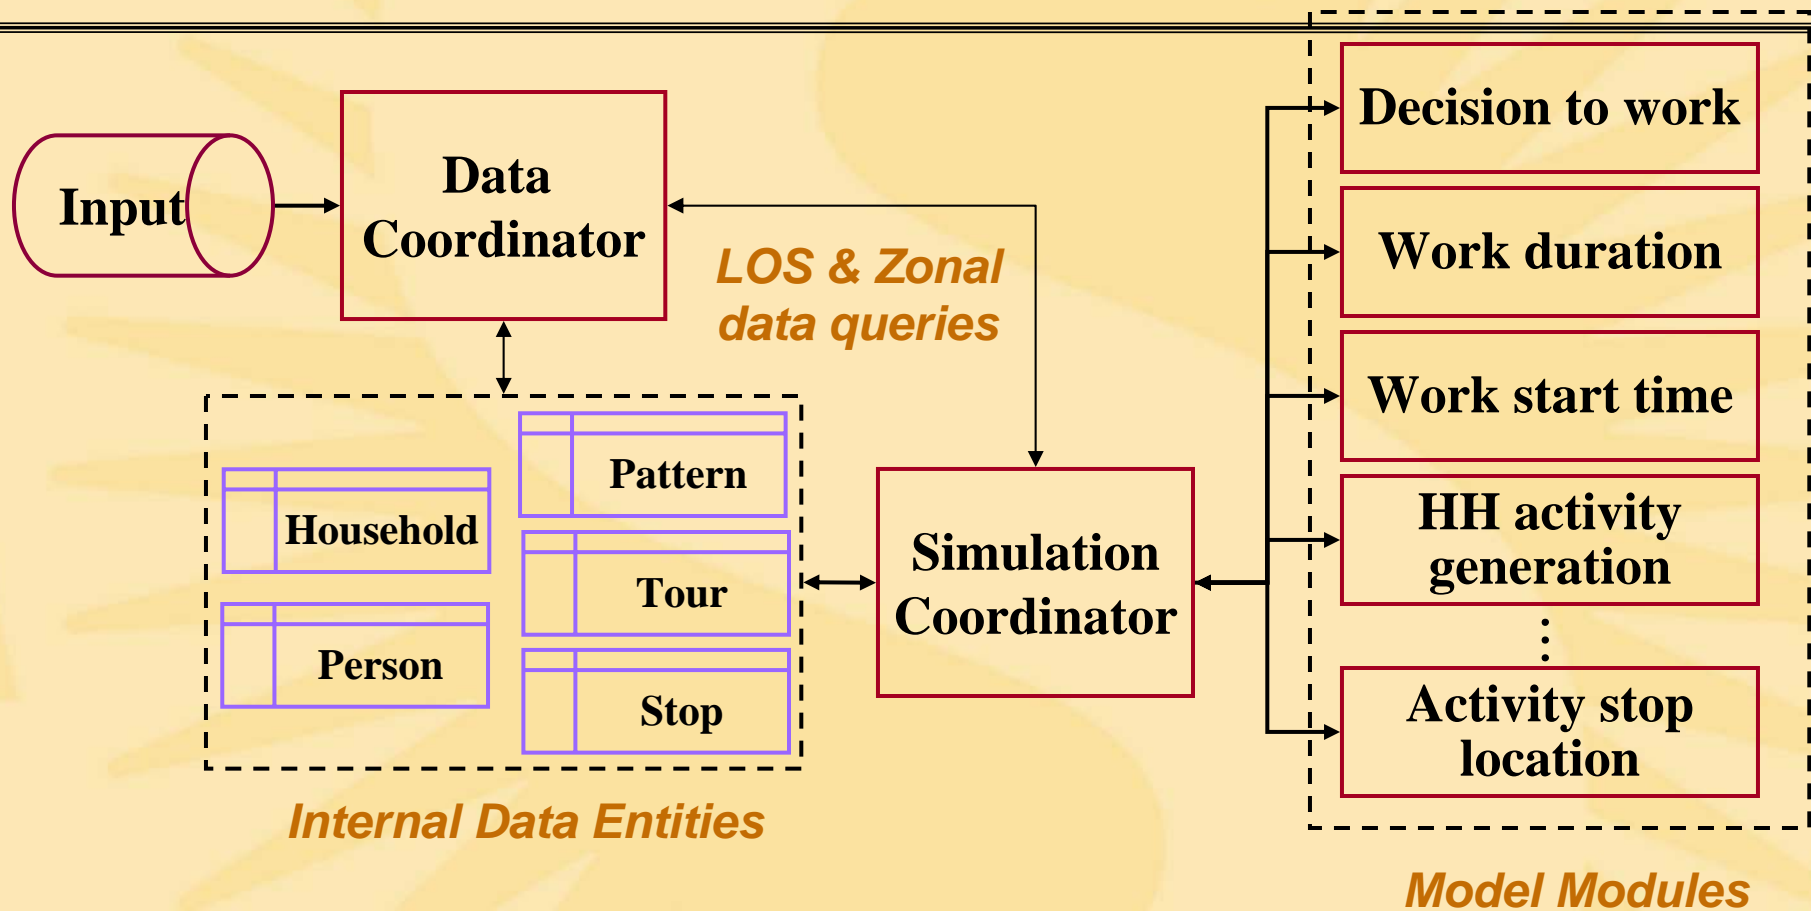 Input
Data
Coordinator
LOS & Zonal
data queries
Household
Person
Pattern
Tour
Stop
Internal Data Entities
Simulation
Coordinator
Decision to work
Work duration
Work start time
HH activity
generation
⋮
Activity stop
location
Model Modules